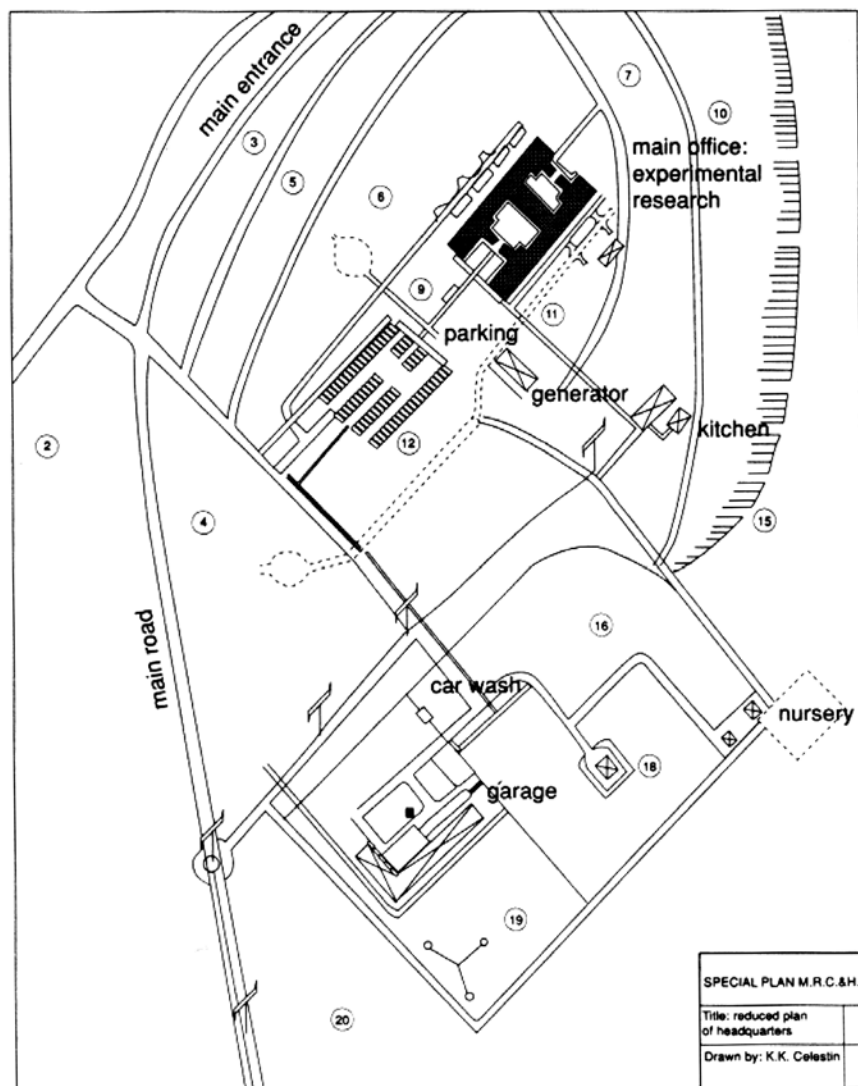 main entrance
7
10
3
main office:
experimental
research
5
6
9
11
parking
generator
kitchen
12
2
15
4
main road
16
car wash
nursery
18
garage
19
20
SPECIAL PLAN M.R.C.&H.
Title: reduced plan
of headquarters
Drawn by: K.K. Celestin